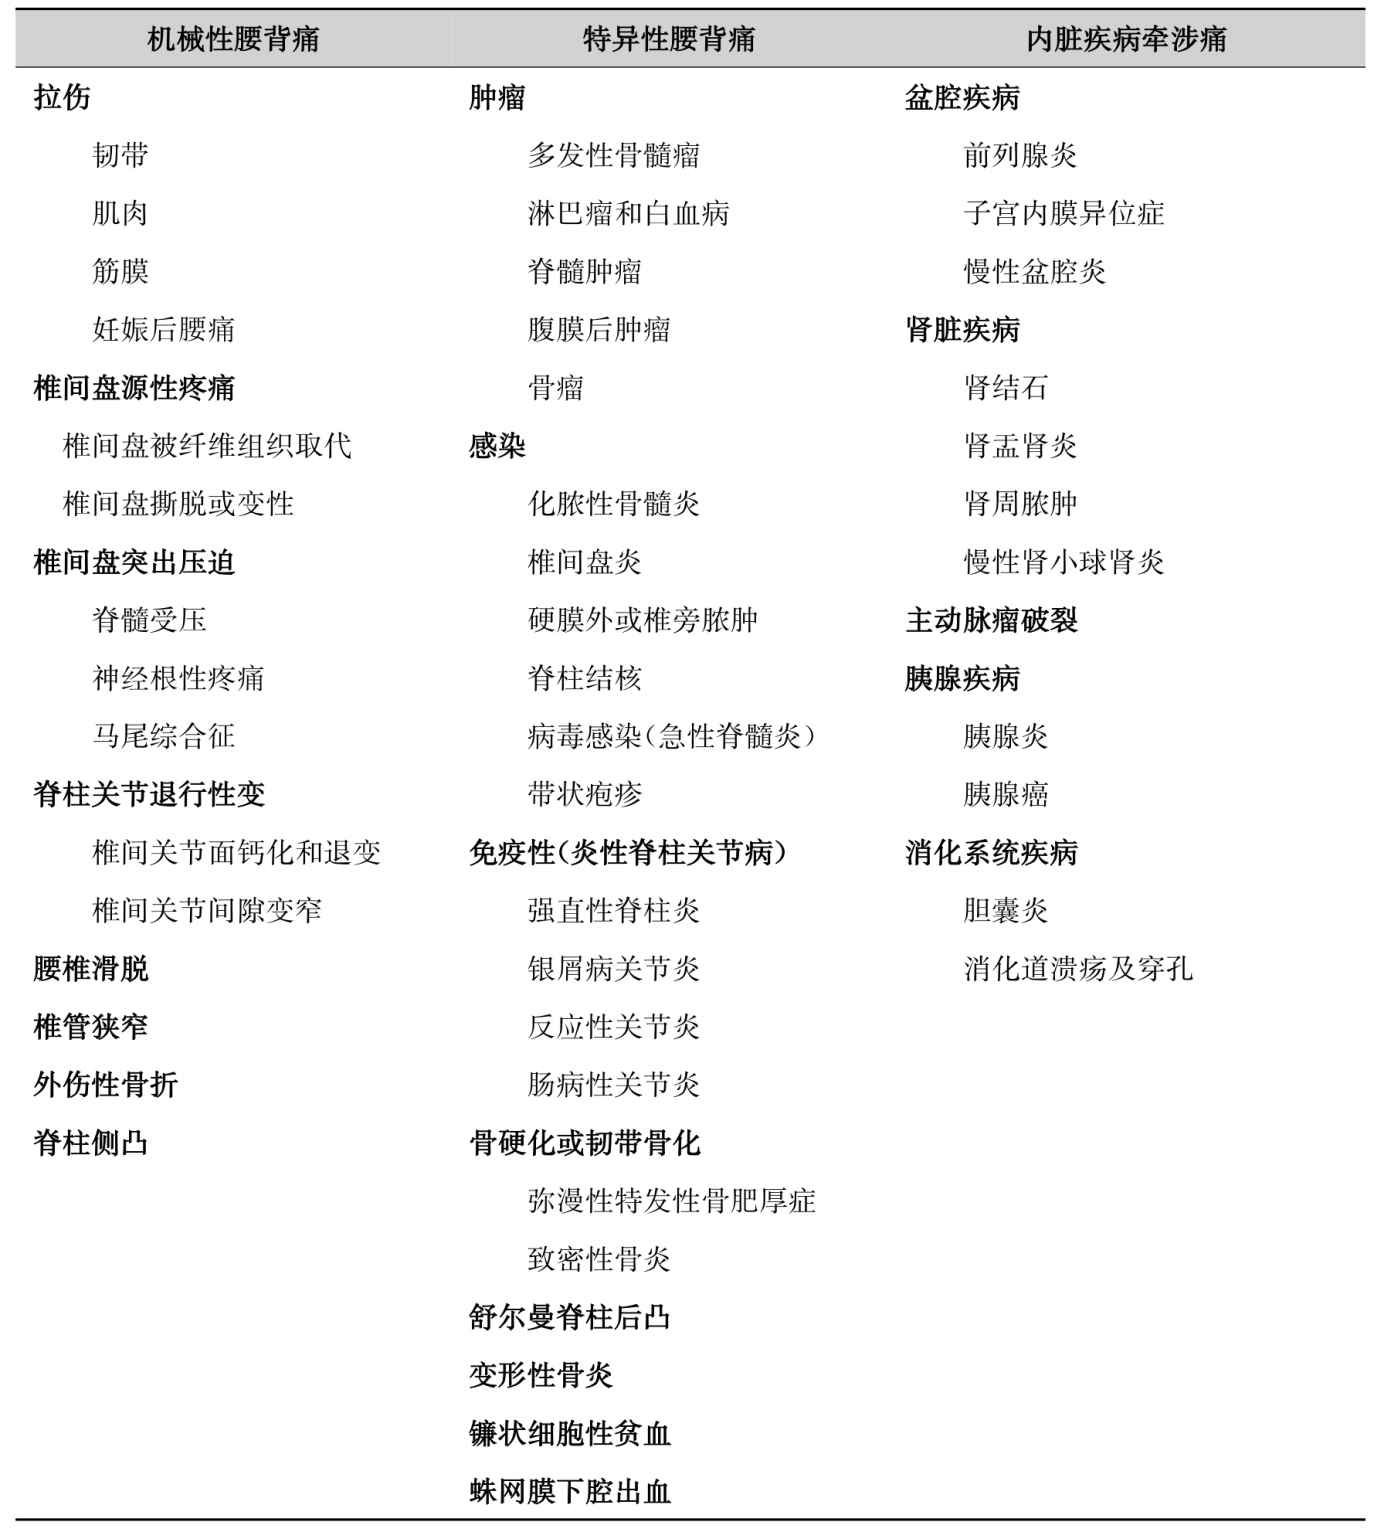 机械性腰背痛 特异性腰背痛 内脏疾病牵涉痛
拉伤 肿瘤 盆腔疾病
韧带 多发性骨髓瘤 前列腺炎
肌肉 淋巴瘤和白血病 子宫内膜异位症
筋膜 脊髓肿瘤 慢性盆腔炎
妊娠后腰痛 腹膜后肿瘤 肾脏疾病
椎间盘源性疼痛 骨瘤 肾结石
椎间盘被纤维组织取代 感染 肾盂肾炎
椎间盘撕脱或变性 化脓性骨髓炎 肾周脓肿
椎间盘突出压迫 椎间盘炎 慢性肾小球肾炎
脊髓受压 硬膜外或椎旁脓肿 主动脉瘤破裂
神经根性疼痛 脊柱结核 胰腺疾病
马尾综合征 病毒感染（急性脊髓炎） 胰腺炎
脊柱关节退行性变 带状疱疹 胰腺癌
椎间关节面钙化和退变 免疫性（炎性脊柱关节病） 消化系统疾病
椎间关节间隙变窄 强直性脊柱炎 胆囊炎
腰椎滑脱 银屑病关节炎 消化道溃疡及穿孔
椎管狭窄 反应性关节炎
外伤性骨折 肠病性关节炎
脊柱侧凸 骨硬化或韧带骨化
弥漫性特发性骨肥厚症
致密性骨炎
舒尔曼脊柱后凸
变形性骨炎
镰状细胞性贫血
蛛网膜下腔出血